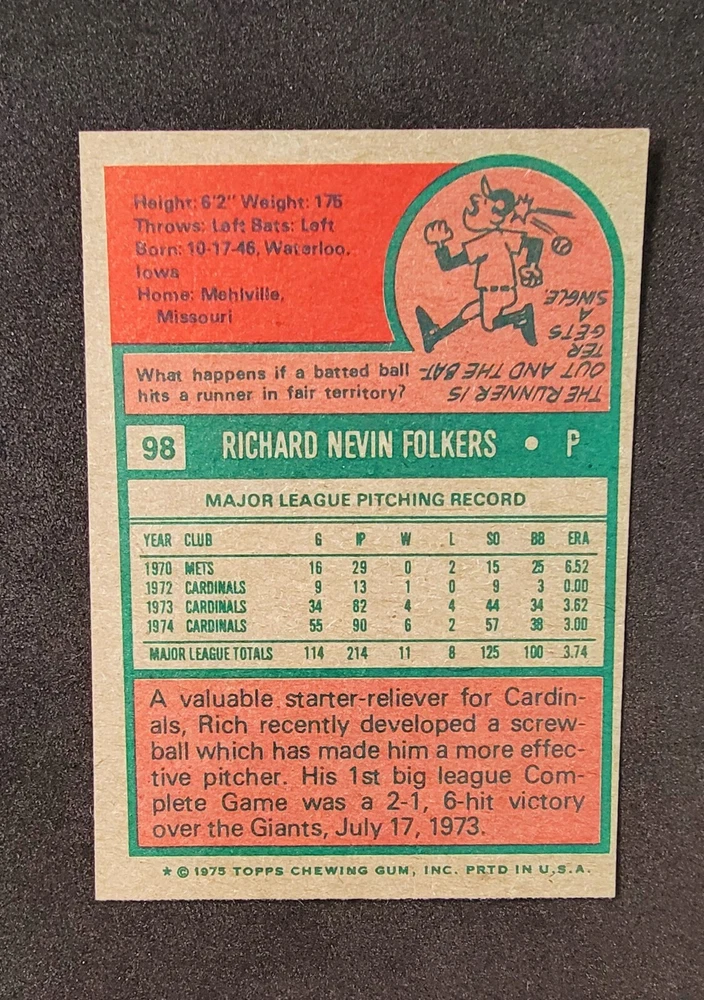 Height: 6'2" Weight: 175
Throws: Left Bats: Left
Born: 10-17-46, Waterloo,
Iowa
Home: Mehlville,
Missouri
What happens if a batted ball
hits a runner in fair territory?
THE RUNNER IS
OUT AND THE BAT-
TER
GETS
A
SINGLE.
98 RICHARD NEVIN FOLKERS • P
MAJOR LEAGUE PITCHING RECORD
YEAR CLUB G IP W L SO BB ERA
1970 METS 16 29 0 2 15 25 6.52
1972 CARDINALS 9 13 1 0 9 3 0.00
1973 CARDINALS 34 82 4 4 44 34 3.62
1974 CARDINALS 55 90 6 2 57 38 3.00
MAJOR LEAGUE TOTALS 114 214 11 8 125 100 3.74
A valuable starter-reliever for Cardin-
als, Rich recently developed a screw-
ball which has made him a more effec-
tive pitcher. His 1st big league Com-
plete Game was a 2-1, 6-hit victory
over the Giants, July 17, 1973.
* © 1975 TOPPS CHEWING GUM, INC. PRTD IN U.S.A.